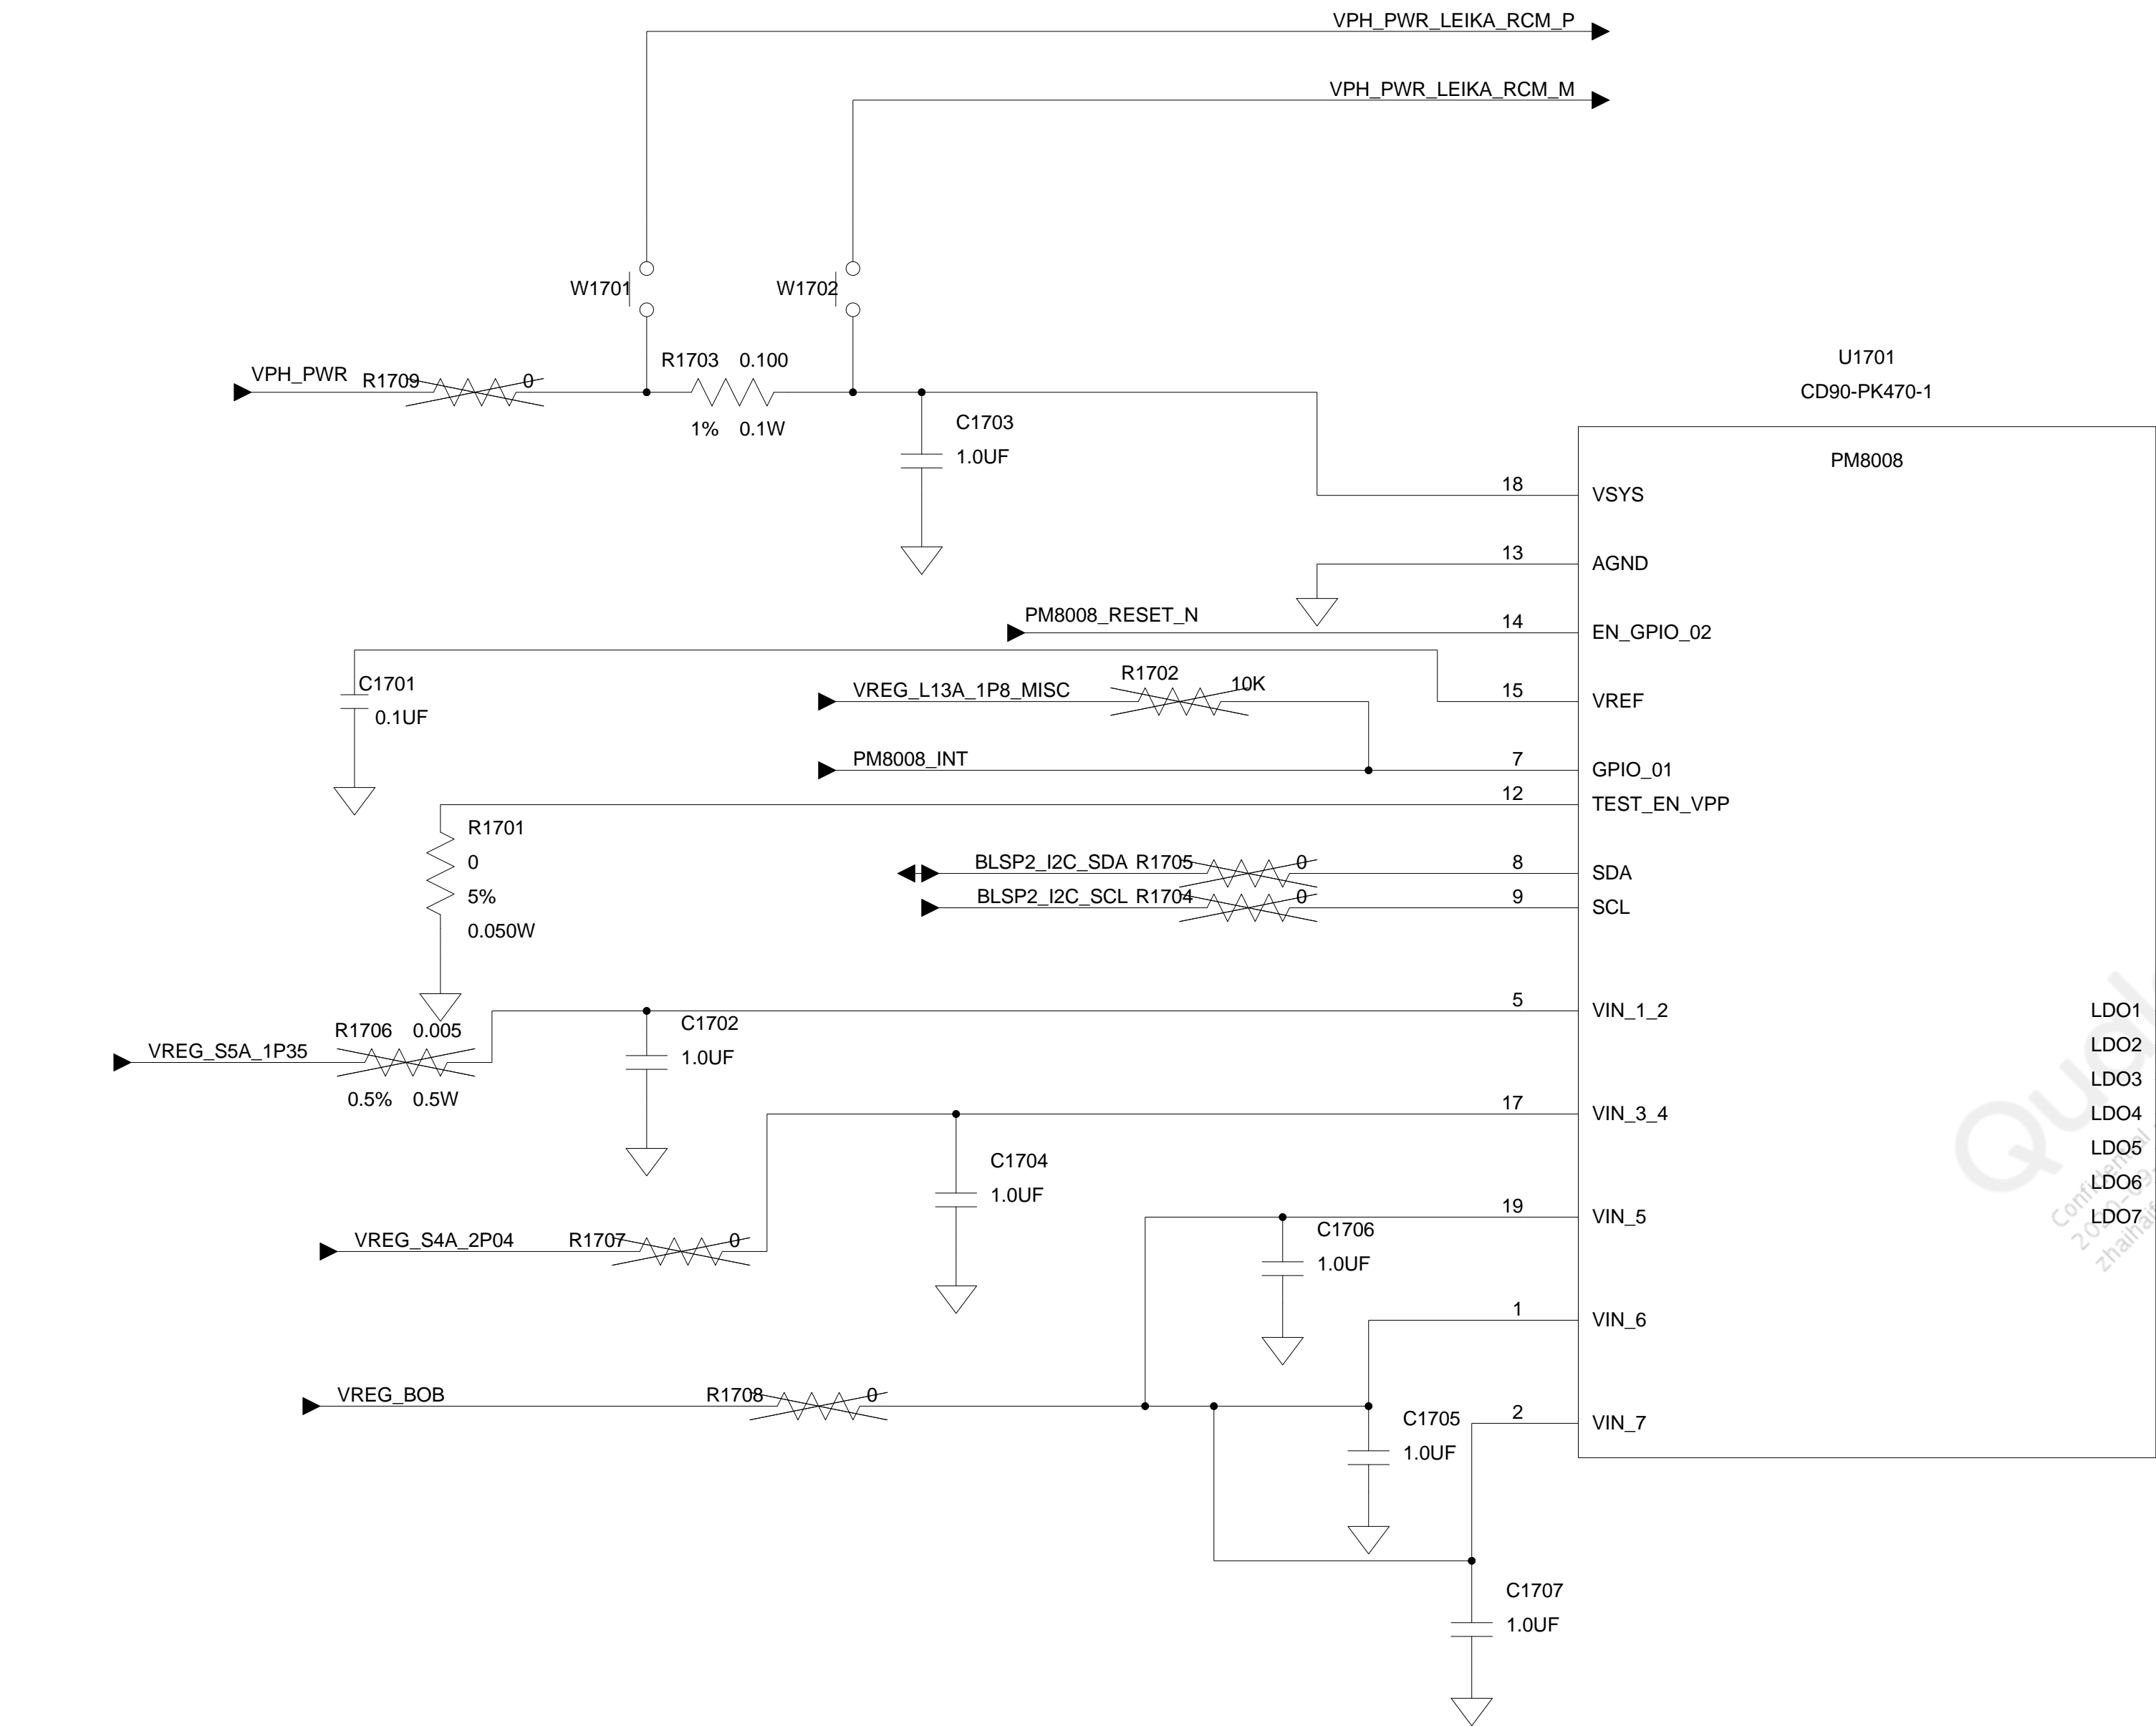 VPH_PWR_LEIKA_RCM_P
VPH_PWR_LEIKA_RCM_M
W1701
W1702
U1701
CD90-PK470-1
PM8008
VPH_PWR R1709 0
R1703 0.100
1% 0.1W
C1703
1.0UF
18 VSYS
13 AGND
PM8008_RESET_N 14 EN_GPIO_02
C1701
0.1UF
VREG_L13A_1P8_MISC R1702 10K
15 VREF
PM8008_INT 7 GPIO_01
12 TEST_EN_VPP
R1701
0
5%
0.050W
BLSP2_I2C_SDA R1705 0 8 SDA
BLSP2_I2C_SCL R1704 0 9 SCL
5 VIN_1_2 LDO1
VREG_S5A_1P35 R1706 0.005
0.5% 0.5W
C1702
1.0UF
LDO2
LDO3
17 VIN_3_4 LDO4
C1704
1.0UF
LDO5
LDO6
19 VIN_5 LDO7
VREG_S4A_2P04 R1707 0
C1706
1.0UF
1 VIN_6
VREG_BOB R1708 0
C1705
1.0UF
2 VIN_7
C1707
1.0UF
Confidential